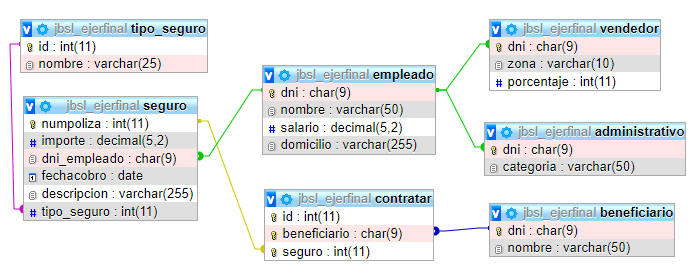 jbsl_ejerfinal tipo_seguro
id : int(11)
nombre : varchar(25)
jbsl_ejerfinal seguro
numpoliza : int(11)
importe : decimal(5,2)
dni_empleado : char(9)
fechacobro : date
descripcion : varchar(255)
tipo_seguro : int(11)
jbsl_ejerfinal empleado
dni : char(9)
nombre : varchar(50)
salario : decimal(5,2)
domicilio : varchar(255)
jbsl_ejerfinal contratar
id : int(11)
beneficiario : char(9)
seguro : int(11)
jbsl_ejerfinal vendedor
dni : char(9)
zona : varchar(10)
porcentaje : int(11)
jbsl_ejerfinal administrativo
dni : char(9)
categoria : varchar(50)
jbsl_ejerfinal beneficiario
dni : char(9)
nombre : varchar(50)